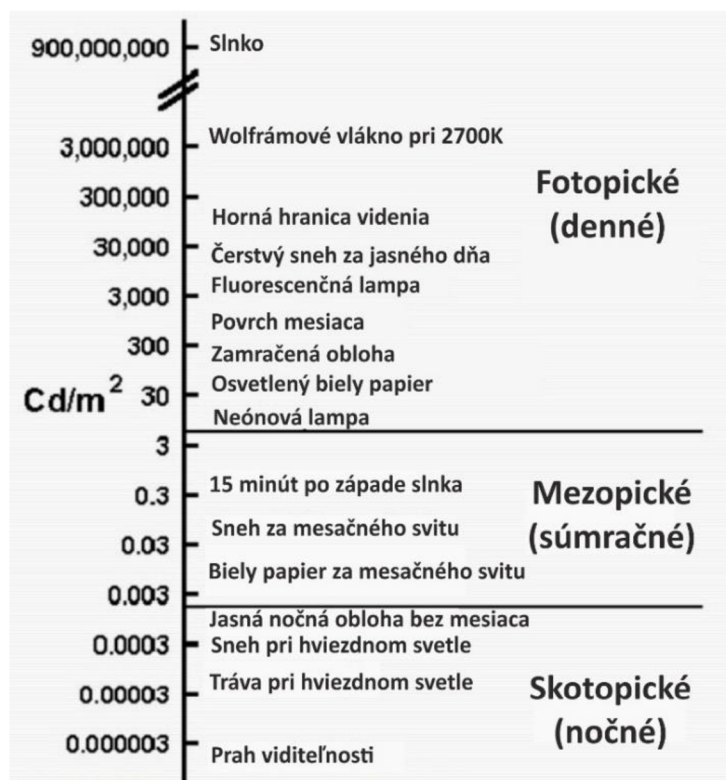 900,000,000 Slnko
3,000,000 Wolfrámové vlákno pri 2700K
300,000
Fotopické
(denné)
Horná hranica videnia
30,000
Čerstvý sneh za jasného dňa
Fluorescenčná lampa
3,000
Povrch mesiaca
300
Zamračená obloha
Cd/m² 30
Osvetlený biely papier
Neónová lampa
3
15 minút po západe slnka
0.3
Mezopické
(súmračné)
Sneh za mesačného svitu
0.03
Biely papier za mesačného svitu
0.003
Jasná nočná obloha bez mesiaca
0.0003 Sneh pri hviezdnom svetle
Tráva pri hviezdnom svetle
0.00003
Skotopické
(nočné)
0.000003
Prah viditeľnosti